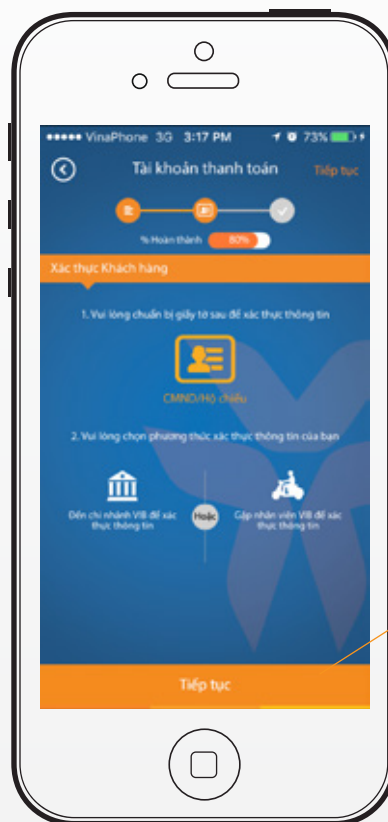 VinaPhone 3G 3:17 PM 73%
Tài khoản thanh toán Tiếp tục
% Hoàn thành 80%
Xác thực Khách hàng
1. Vui lòng chuẩn bị giấy tờ sau để xác thực thông tin
CMND/Hộ chiếu
2. Vui lòng chọn phương thức xác thực thông tin của bạn
Đến chi nhánh VIB để xác
thực thông tin
Hoặc
Gặp nhân viên VIB để xác
thực thông tin
Tiếp tục